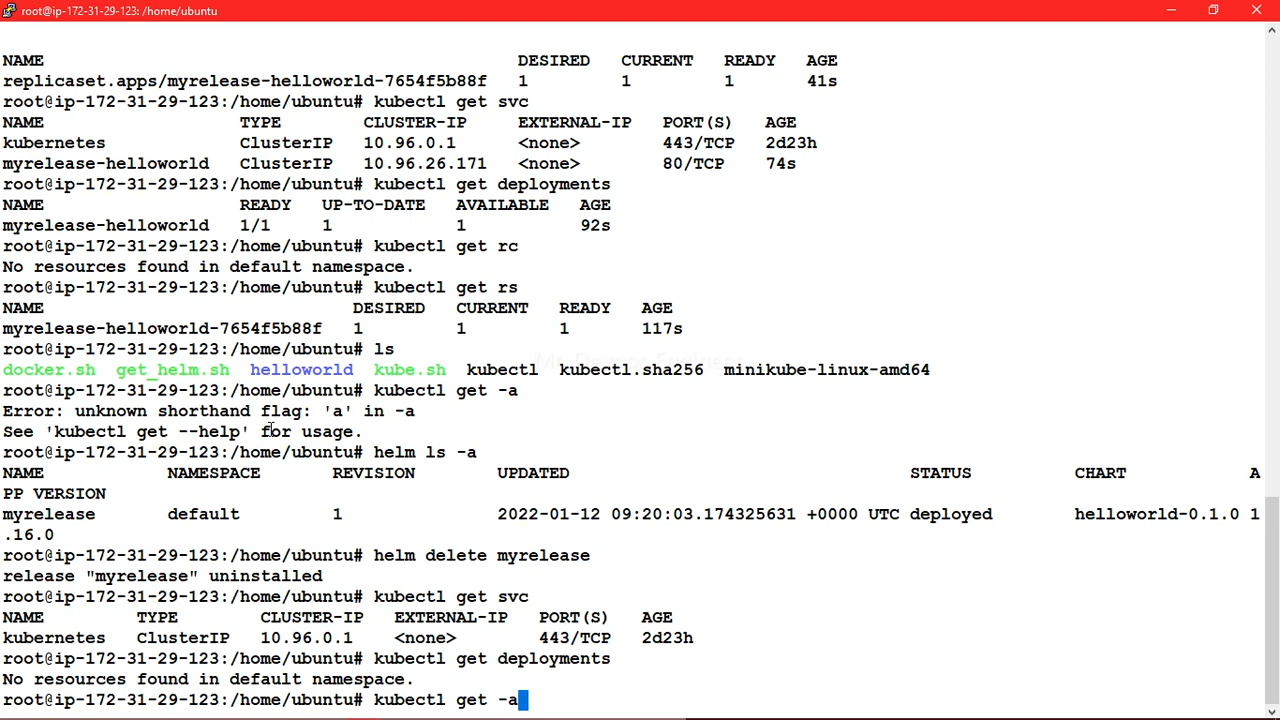 root@ip-172-31-29-123: /home/ubuntu
NAME DESIRED CURRENT READY AGE
replicaset.apps/myrelease-helloworld-7654f5b88f 1 1 1 41s
root@ip-172-31-29-123:/home/ubuntu# kubectl get svc
NAME TYPE CLUSTER-IP EXTERNAL-IP PORT(S) AGE
kubernetes ClusterIP 10.96.0.1 <none> 443/TCP 2d23h
myrelease-helloworld ClusterIP 10.96.26.171 <none> 80/TCP 74s
root@ip-172-31-29-123:/home/ubuntu# kubectl get deployments
NAME READY UP-TO-DATE AVAILABLE AGE
myrelease-helloworld 1/1 1 1 92s
root@ip-172-31-29-123:/home/ubuntu# kubectl get rc
No resources found in default namespace.
root@ip-172-31-29-123:/home/ubuntu# kubectl get rs
NAME DESIRED CURRENT READY AGE
myrelease-helloworld-7654f5b88f 1 1 1 117s
root@ip-172-31-29-123:/home/ubuntu# ls
docker.sh get_helm.sh helloworld kube.sh kubectl kubectl.sha256 minikube-linux-amd64
root@ip-172-31-29-123:/home/ubuntu# kubectl get -a
Error: unknown shorthand flag: 'a' in -a
See 'kubectl get --help' for usage.
root@ip-172-31-29-123:/home/ubuntu# helm ls -a
NAME NAMESPACE REVISION UPDATED STATUS CHART A
PP VERSION
myrelease default 1 2022-01-12 09:20:03.174325631 +0000 UTC deployed helloworld-0.1.0 1
.16.0
root@ip-172-31-29-123:/home/ubuntu# helm delete myrelease
release "myrelease" uninstalled
root@ip-172-31-29-123:/home/ubuntu# kubectl get svc
NAME TYPE CLUSTER-IP EXTERNAL-IP PORT(S) AGE
kubernetes ClusterIP 10.96.0.1 <none> 443/TCP 2d23h
root@ip-172-31-29-123:/home/ubuntu# kubectl get deployments
No resources found in default namespace.
root@ip-172-31-29-123:/home/ubuntu# kubectl get -a